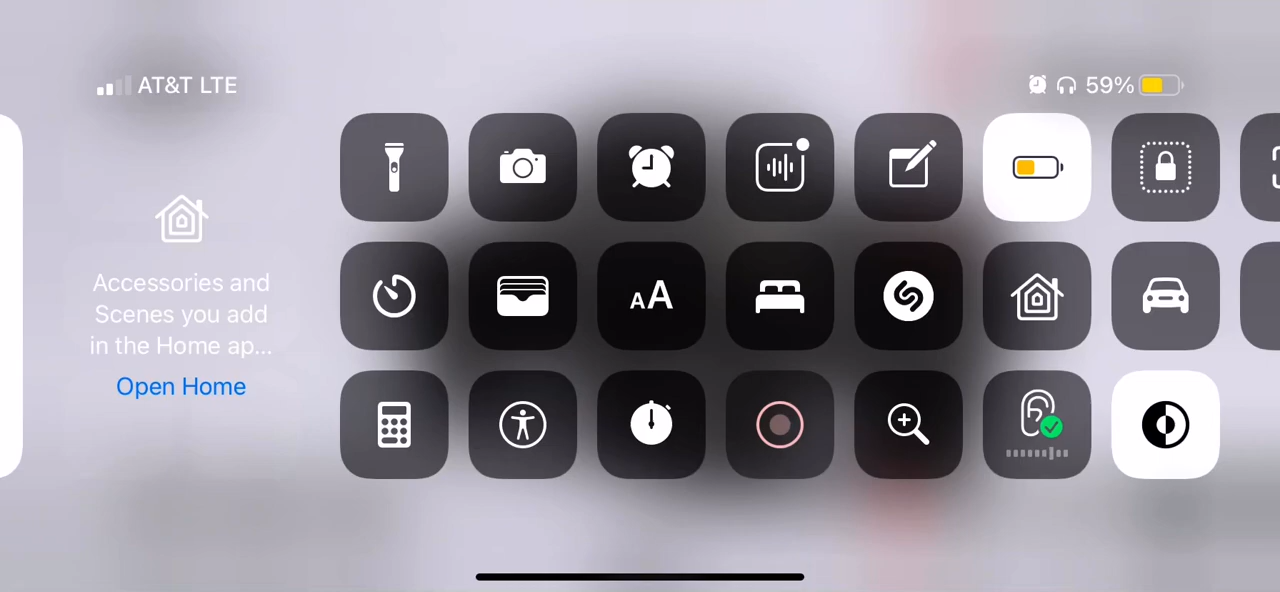 AT&T LTE
59%
Accessories and
Scenes you add
in the Home ap...
Open Home
AA